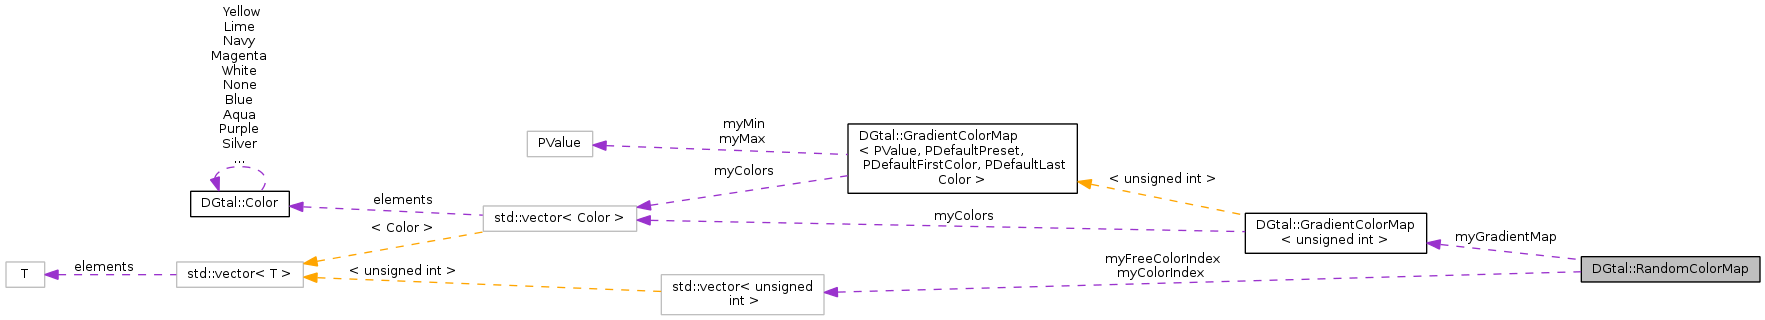 Yellow
Lime
Navy
Magenta
White
None
Blue
Aqua
Purple
Silver
...
DGtal::Color
elements
< Color >
T
elements
std::vector< T >
< unsigned int >
PValue
myMin
myMax
myColors
std::vector< Color >
myColors
std::vector< unsigned
int >
DGtal::GradientColorMap
< PValue, PDefaultPreset,
PDefaultFirstColor, PDefaultLast
Color >
< unsigned int >
DGtal::GradientColorMap
< unsigned int >
myGradientMap
myFreeColorIndex
myColorIndex
DGtal::RandomColorMap